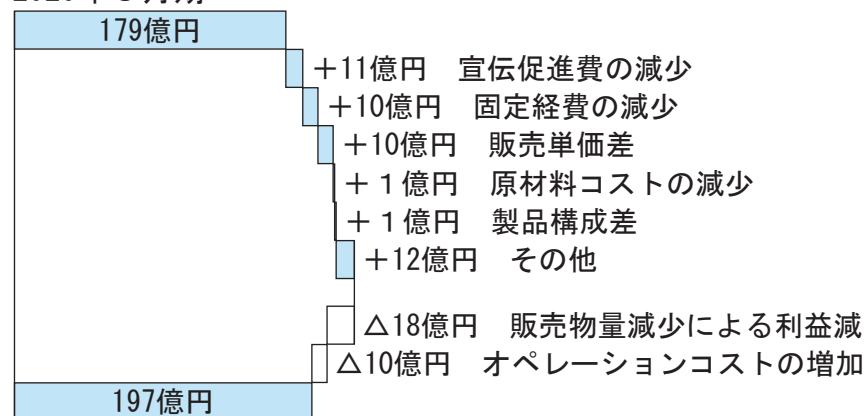 179億円
+11億円　宣伝促進費の減少
+10億円　固定経費の減少
+10億円　販売単価差
+ 1 億円　原材料コストの減少
+ 1 億円　製品構成差
+12億円　その他
△18億円　販売物量減少による利益減
△10億円　オペレーションコストの増加
197億円